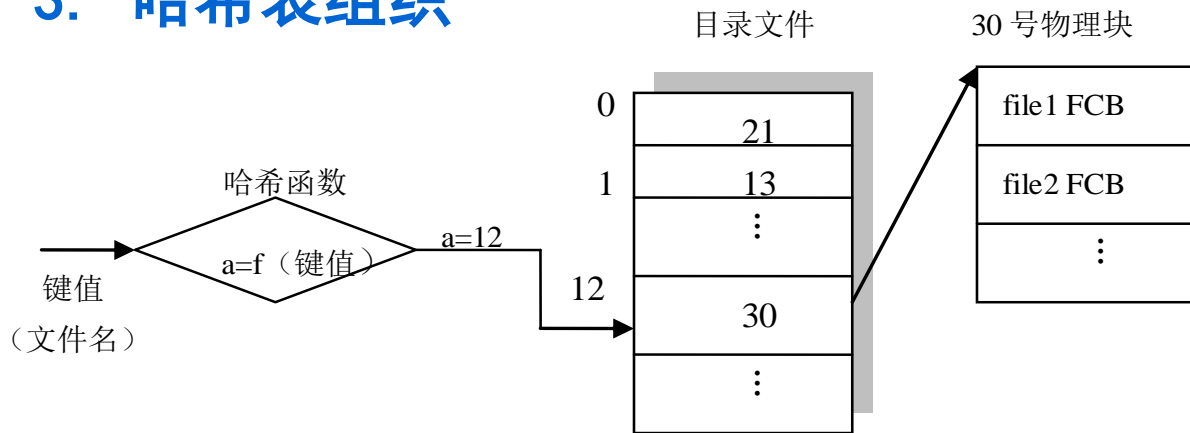 3. 哈希表组织
目录文件
30 号物理块
0
21
file1 FCB
1
13
file2 FCB
哈希函数
⋮
⋮
a=f（键值）
a=12
键值
（文件名）
12
30
⋮